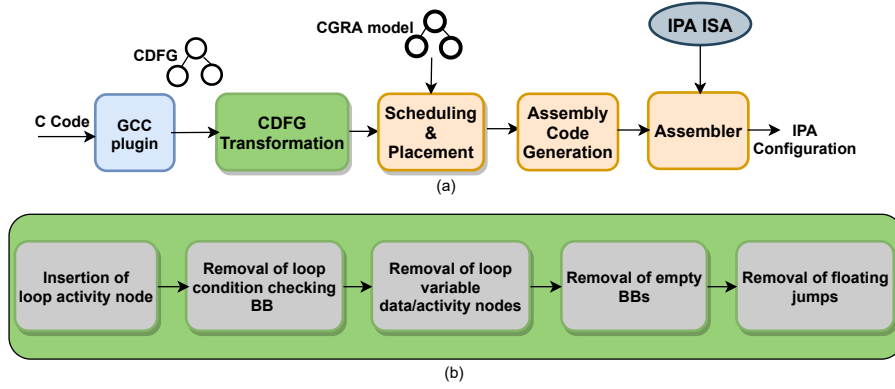 CGRA model
IPA ISA
CDFG
C Code
GCC
plugin
CDFG
Transformation
Scheduling
&
Placement
Assembly
Code
Generation
Assembler
IPA
Configuration
(a)
Insertion of
loop activity node
Removal of loop
condition checking
BB
Removal of loop
variable
data/activity nodes
Removal of empty
BBs
Removal of floating
jumps
(b)